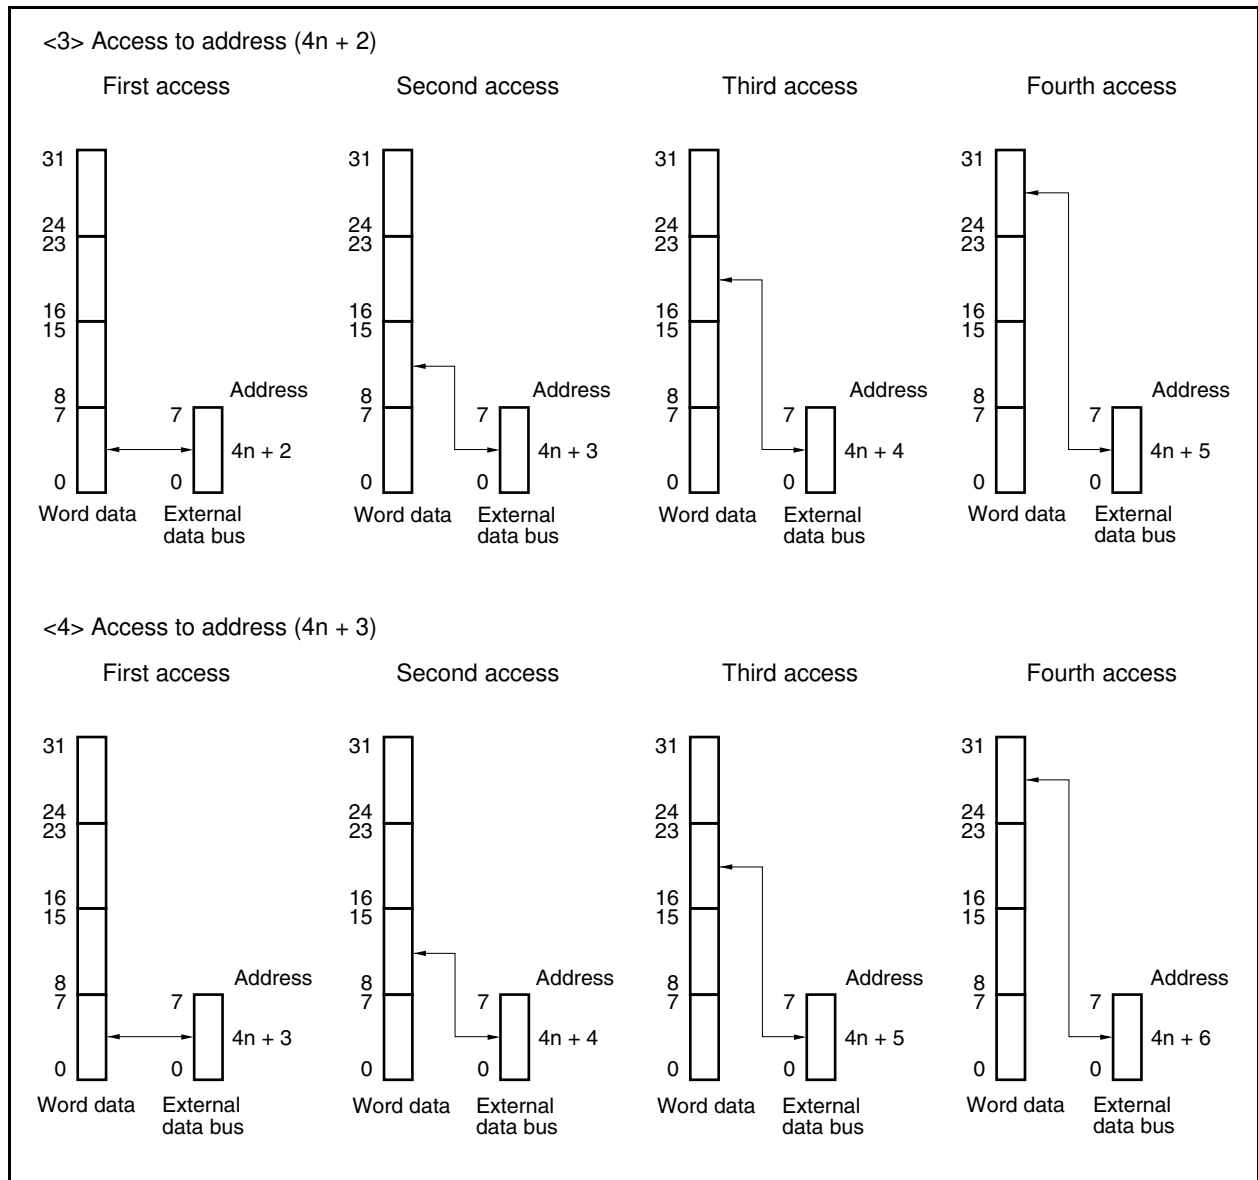 <3> Access to address (4n + 2)
First access Second access Third access Fourth access
31 31 31 31
24 24 24 24
23 23 23 23
16 16 16 16
15 15 15 15
Address Address Address Address
8 8 8 8
7 7 7 7 7 7 7 7
4n + 2 4n + 3 4n + 4 4n + 5
0 0 0 0 0 0 0 0
Word data External Word data External Word data External Word data External
data bus data bus data bus data bus
<4> Access to address (4n + 3)
First access Second access Third access Fourth access
31 31 31 31
24 24 24 24
23 23 23 23
16 16 16 16
15 15 15 15
Address Address Address Address
8 8 8 8
7 7 7 7 7 7 7 7
4n + 3 4n + 4 4n + 5 4n + 6
0 0 0 0 0 0 0 0
Word data External Word data External Word data External Word data External
data bus data bus data bus data bus